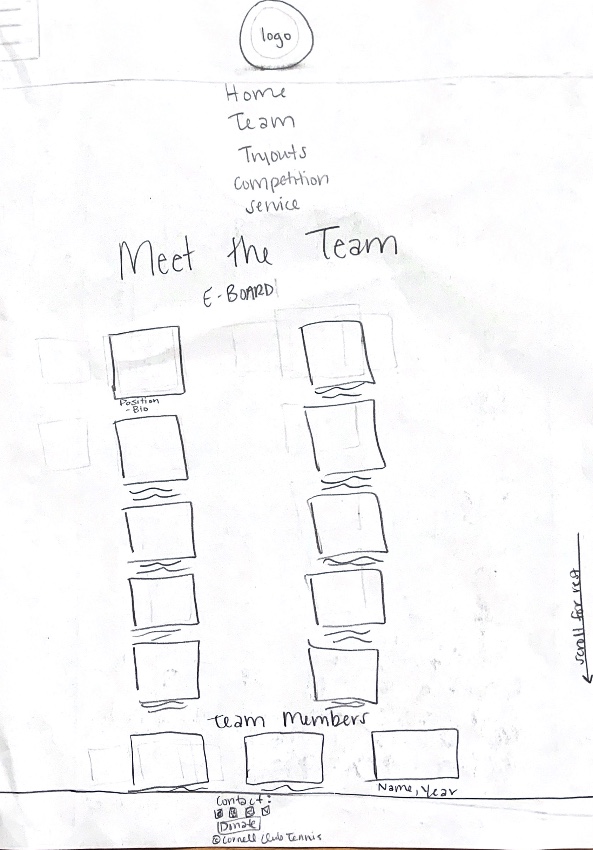 logo
Home
Team
Tryouts
Competition
Service
Meet the Team
E-BOARD
Position
- Bio
scroll for rest
Team Members
Name, Year
Contact:
Donate
© Cornell Club Tennis